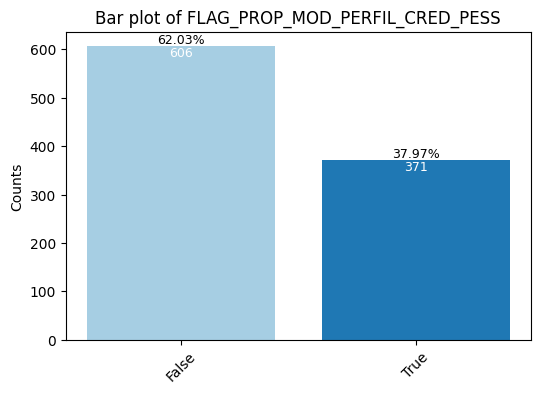 Bar plot of FLAG_PROP_MOD_PERFIL_CRED_PESS
62.03%
606
37.97%
371
Counts
600
500
400
300
200
100
0
False
True